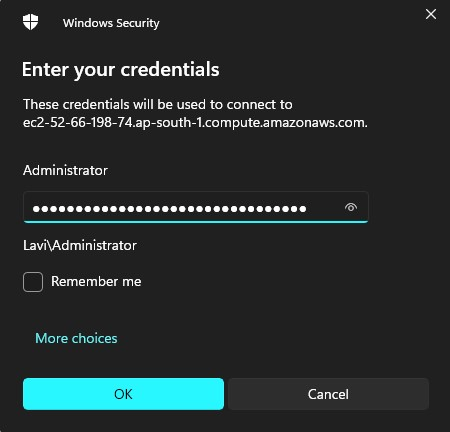 Windows Security
Enter your credentials
These credentials will be used to connect to
ec2-52-66-198-74.ap-south-1.compute.amazonaws.com.
Administrator
●●●●●●●●●●●●●●●●●●●●●●●●●●●●●●●●
Lavi\Administrator
Remember me
More choices
OK
Cancel